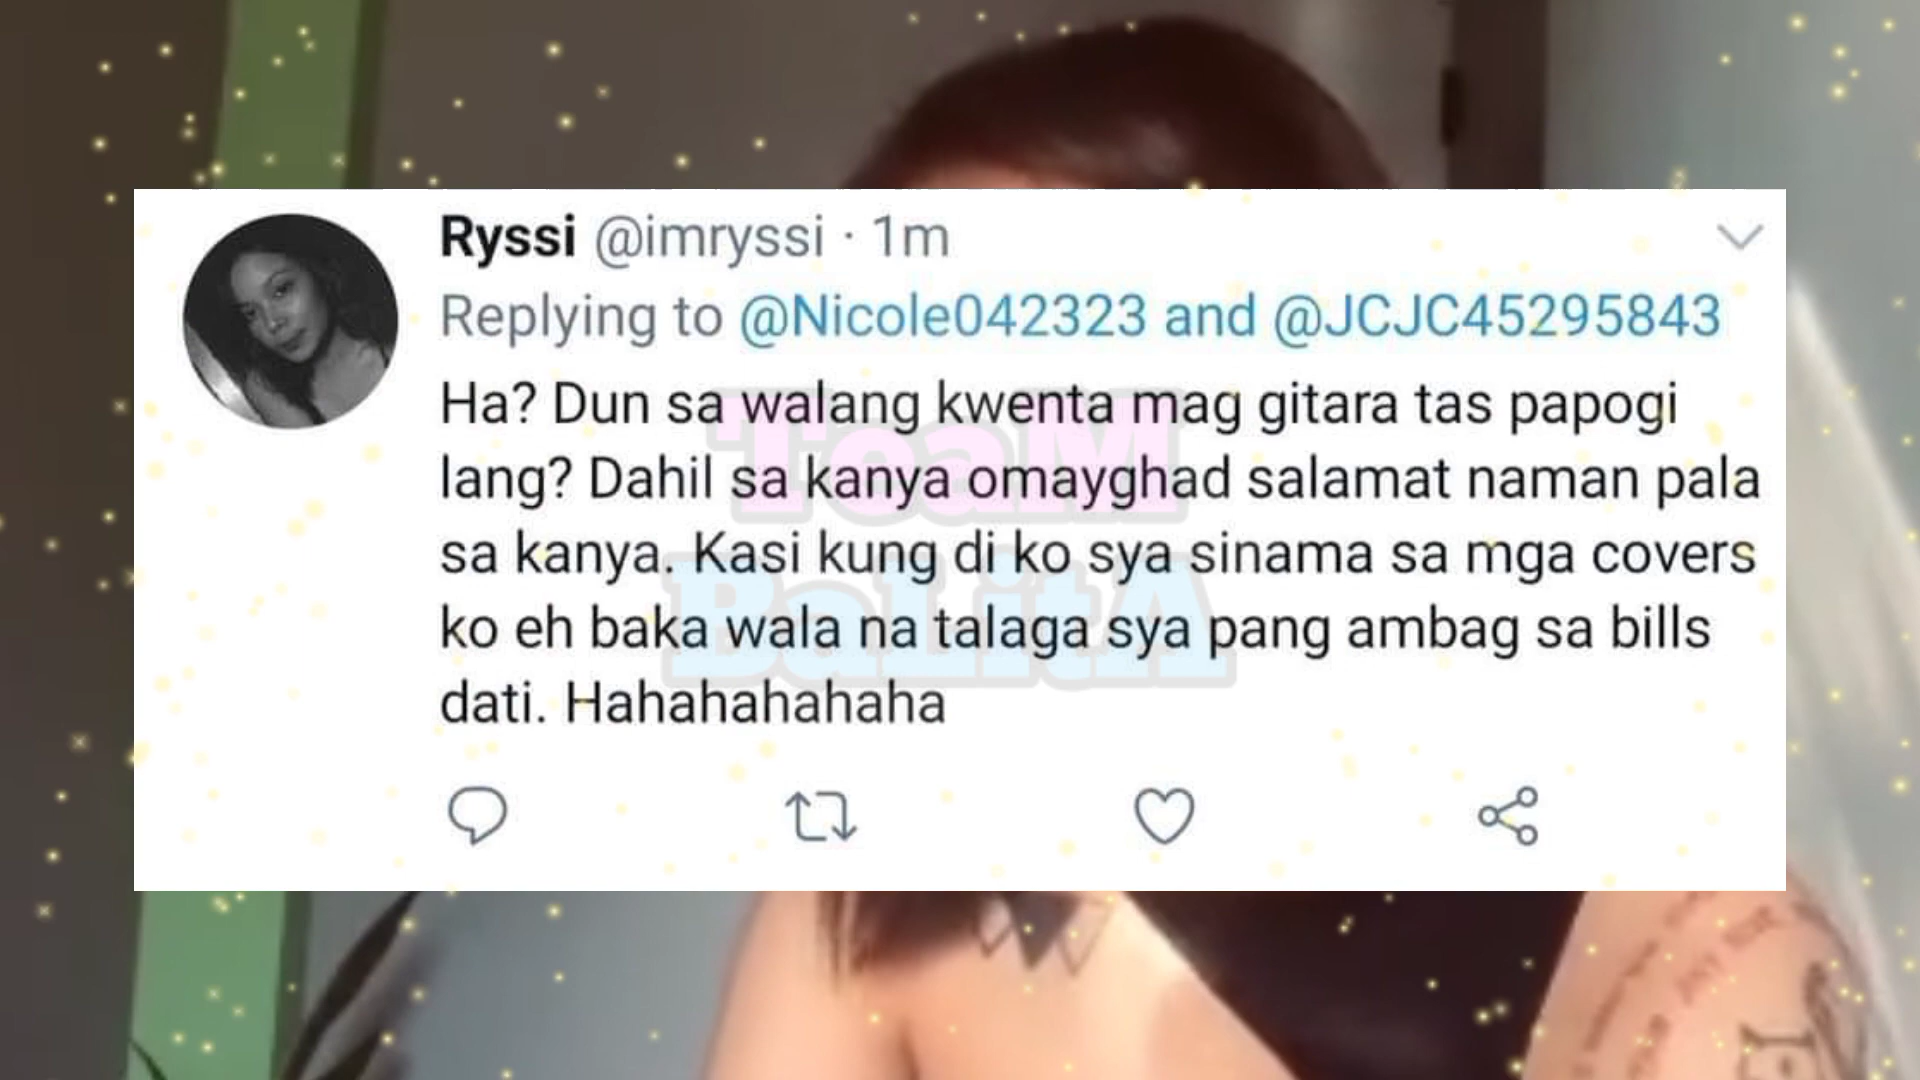 Ryssi @imryssi · 1m
Replying to @Nicole042323 and @JCJC45295843
Ha? Dun sa walang kwenta mag gitara tas papogi
lang? Dahil sa kanya omayghad salamat naman pala
sa kanya. Kasi kung di ko sya sinama sa mga covers
ko eh baka wala na talaga sya pang ambag sa bills
dati. Hahahahahaha
ToaM
BaLitA